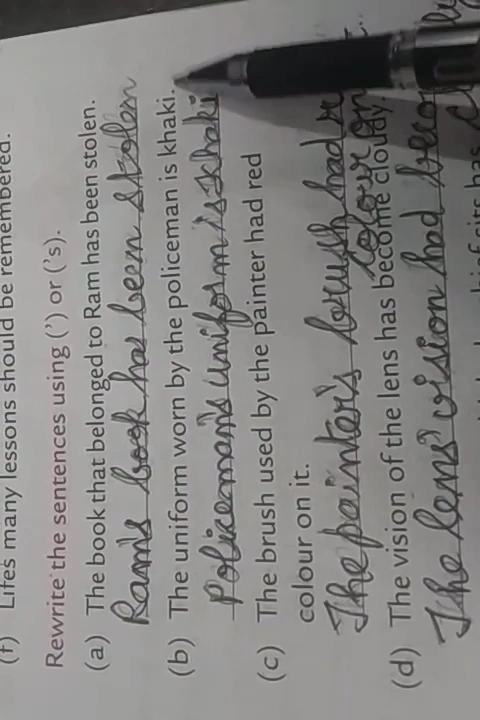 (f) Lifes many lessons should be remembered.
Rewrite the sentences using (’) or (’s).
(a) The book that belonged to Ram has been stolen.
Ram's book has been stolen
(b) The uniform worn by the policeman is khaki.
Policeman's uniform is khaki
(c) The brush used by the painter had red
colour on it.
The painter's brush had
colour on
(d) The vision of the lens has become cloudy.
The lens' vision had